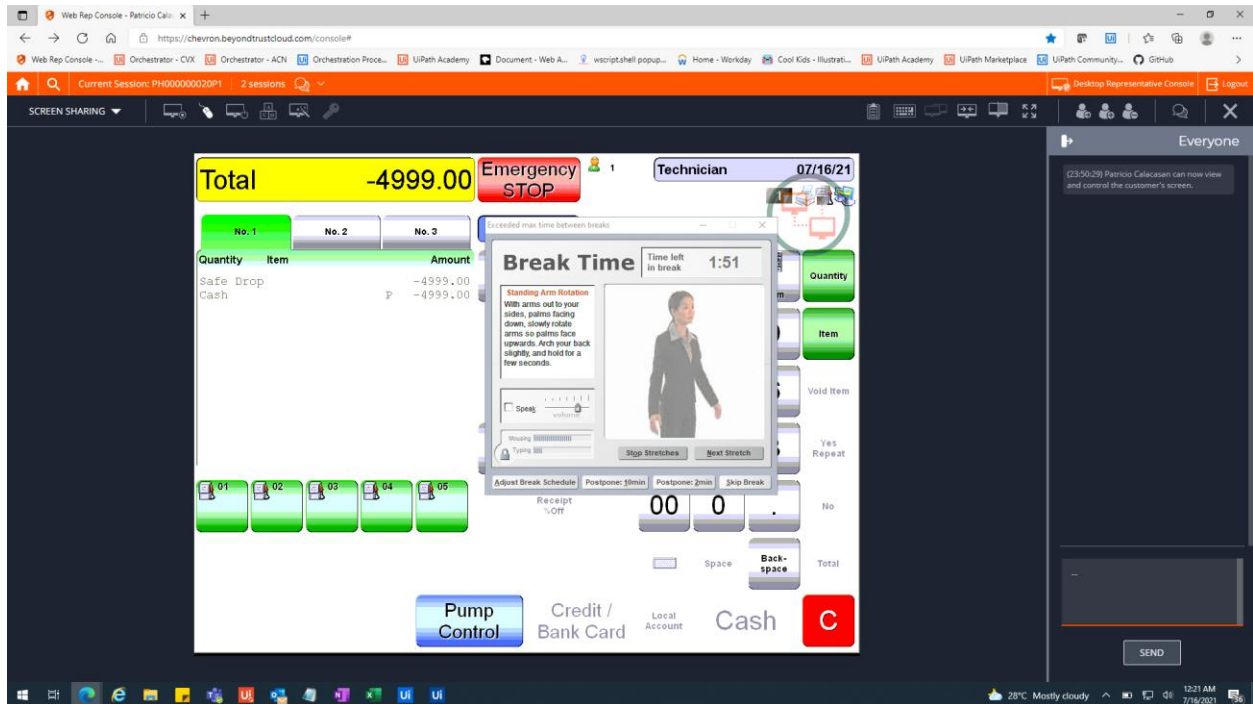 Web Rep Console - Patricio Cala
https://chevron.beyondtrustcloud.com/console#
Web Rep Console -... Orchestrator - CVX Orchestrator - ACN Orchestration Proce... UiPath Academy Document - Web A... wscript.shell popup... Home - Workday Cool Kids - Illustrati... UiPath Academy UiPath Marketplace UiPath Community... GitHub
Current Session: PH000000020P1 2 sessions Desktop Representative Console Logout
SCREEN SHARING
Everyone
(23:50:29) Patricio Calacasan can now view
and control the customer's screen.
Total -4999.00 Emergency
STOP
1 Technician 07/16/21
No. 1 No. 2 No. 3
Quantity Item Amount
Safe Drop -4999.00
Cash P -4999.00
Exceeded max time between breaks
Break Time Time left
in break 1:51
Standing Arm Rotation
With arms out to your
sides, palms facing
down, slowly rotate
arms so palms face
upwards. Arch your back
slightly, and hold for a
few seconds.
Speak volume
Mousing
Typing
Stop Stretches Next Stretch
Adjust Break Schedule Postpone: 10min Postpone: 2min Skip Break
Quantity
Item
Void Item
Yes
Repeat
01 02 03 04 05
Receipt
%Off
00 0 . No
Space Back-
space Total
Pump
Control
Credit /
Bank Card
Local
Account
Cash C
...
SEND
28°C Mostly cloudy 12:21 AM
7/16/2021